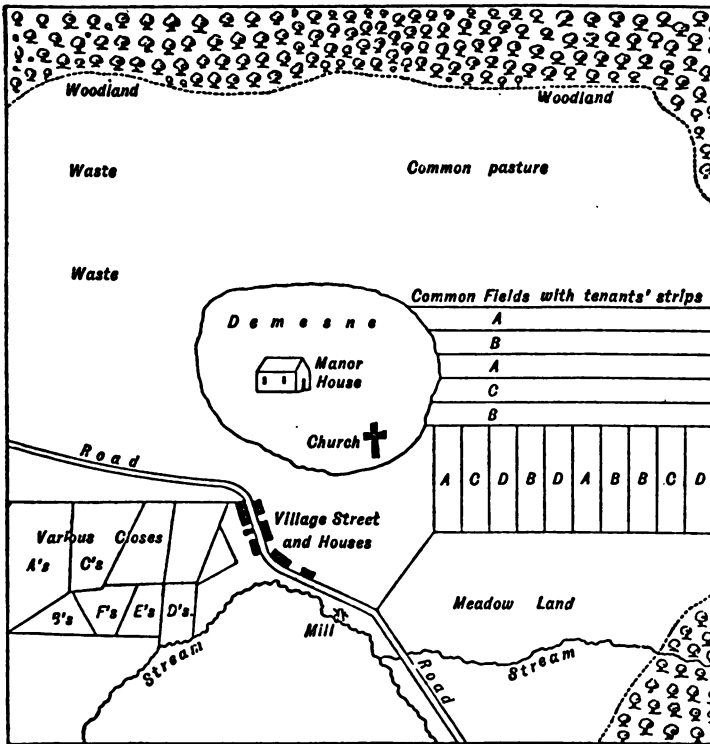 Woodland
Woodland
Waste
Common pasture
Waste
Common Fields with tenants' strips
A
Demesne
B
Manor
House
A
C
B
Church
Road
A C D B D A B B C D
Village Street
and Houses
Various Closes
A's C's
B's F's E's D's
Meadow Land
Mill
Stream
Road
Stream